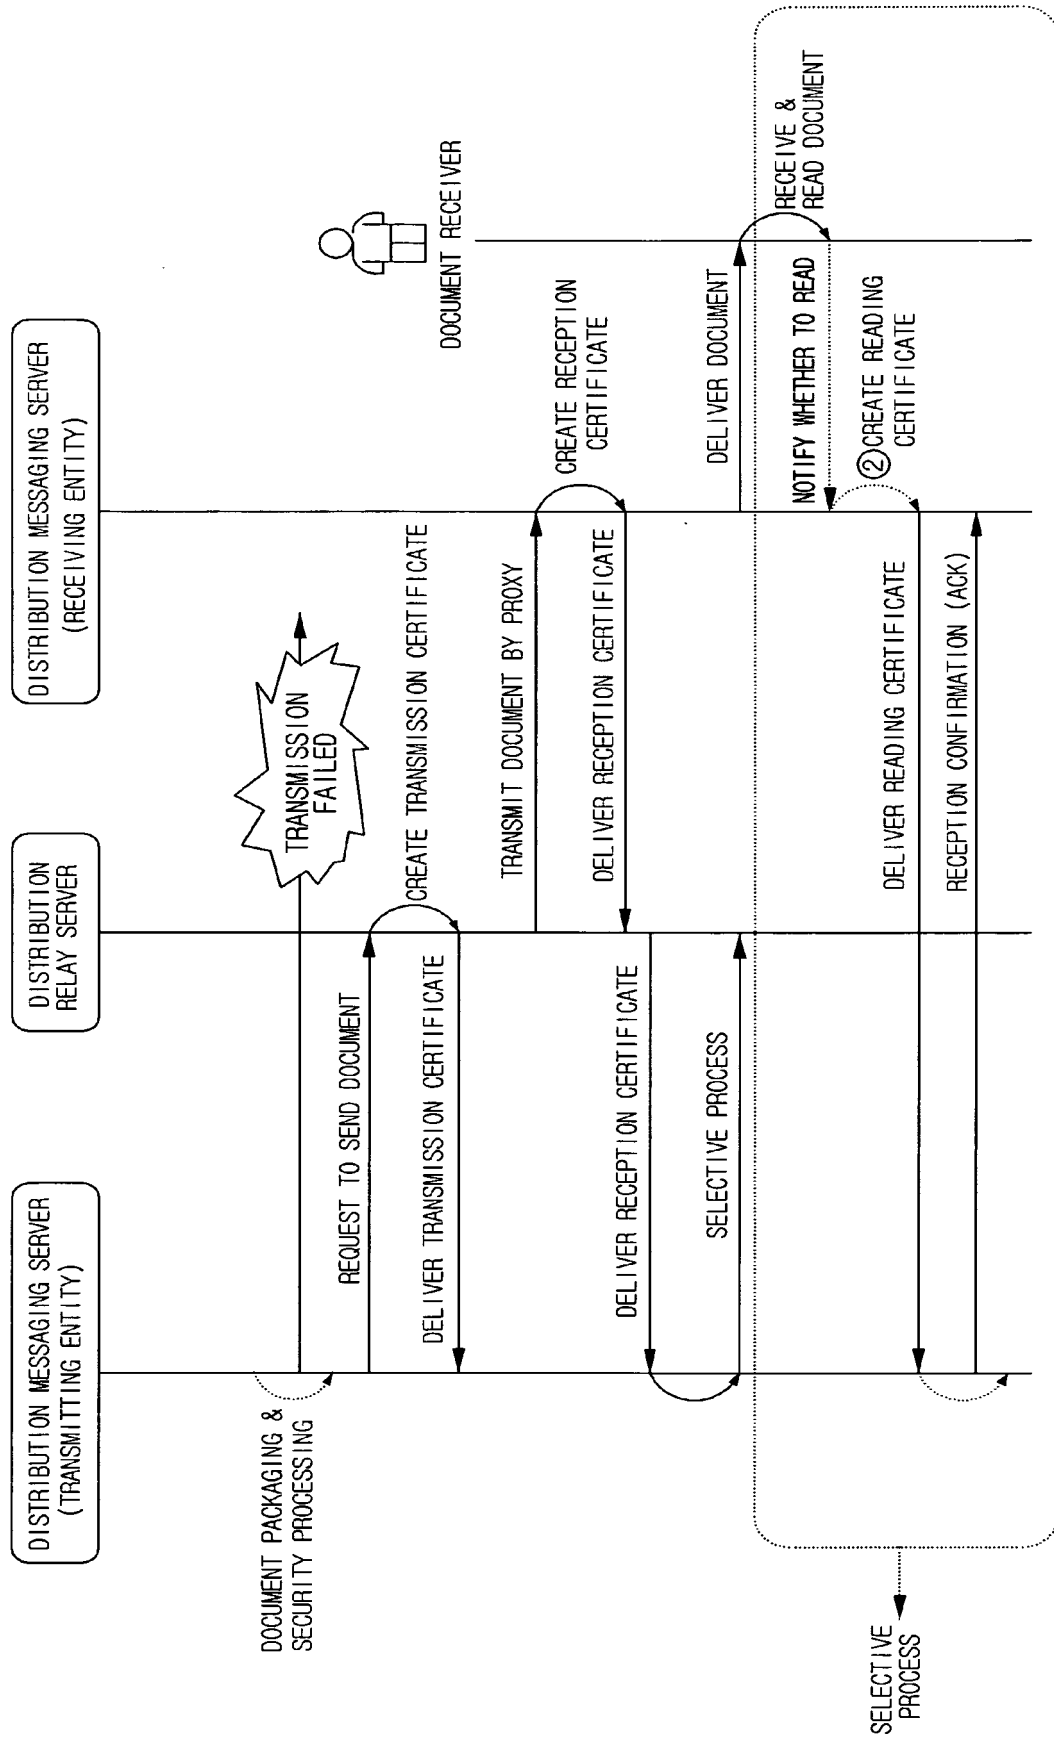 DISTRIBUTION MESSAGING SERVER
(TRANSMITTING ENTITY)
DISTRIBUTION
RELAY SERVER
DISTRIBUTION MESSAGING SERVER
(RECEIVING ENTITY)
DOCUMENT RECEIVER
DOCUMENT PACKAGING &
SECURITY PROCESSING
TRANSMISSION
FAILED
REQUEST TO SEND DOCUMENT
CREATE TRANSMISSION CERTIFICATE
DELIVER TRANSMISSION CERTIFICATE
TRANSMIT DOCUMENT BY PROXY
CREATE RECEPTION
CERTIFICATE
DELIVER RECEPTION CERTIFICATE
DELIVER RECEPTION CERTIFICATE
SELECTIVE PROCESS
DELIVER DOCUMENT
RECEIVE &
READ DOCUMENT
NOTIFY WHETHER TO READ
②CREATE READING
CERTIFICATE
DELIVER READING CERTIFICATE
RECEPTION CONFIRMATION (ACK)
SELECTIVE
PROCESS